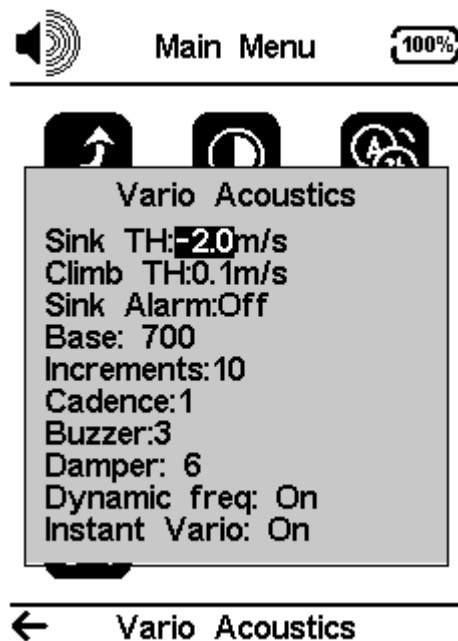 Main Menu
100%
Vario Acoustics
Sink TH:-2.0m/s
Climb TH:0.1m/s
Sink Alarm:Off
Base: 700
Increments:10
Cadence:1
Buzzer:3
Damper: 6
Dynamic freq: On
Instant Vario: On
← Vario Acoustics